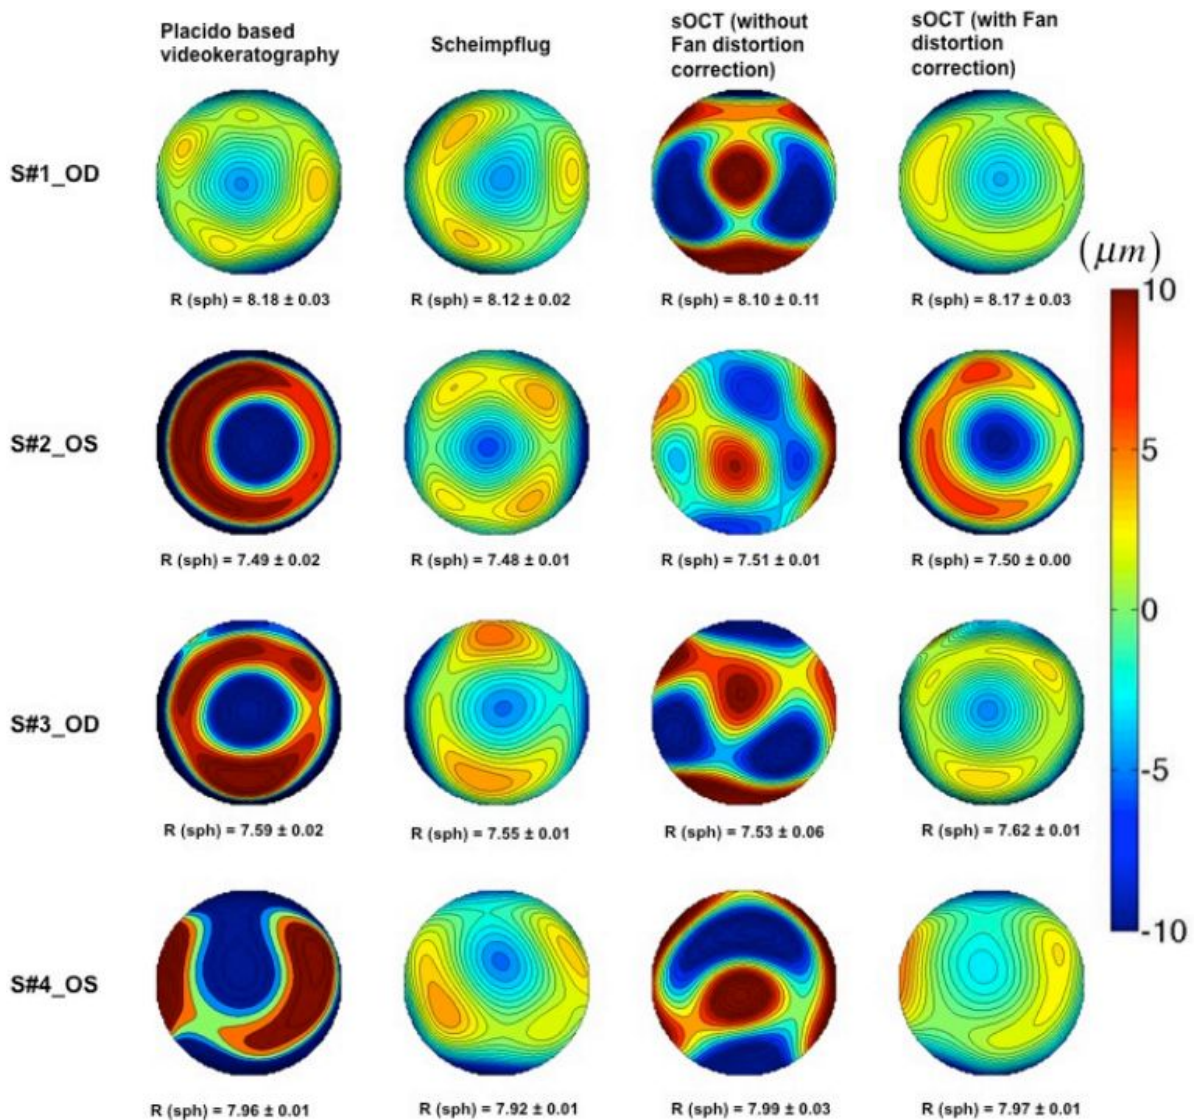 Placido based
videokeratography
Scheimpflug
sOCT (without
Fan distortion
correction)
sOCT (with Fan
distortion
correction)
S#1_OD
R (sph) = 8.18 ± 0.03
R (sph) = 8.12 ± 0.02
R (sph) = 8.10 ± 0.11
R (sph) = 8.17 ± 0.03
(μm)
10
5
0
-5
-10
S#2_OS
R (sph) = 7.49 ± 0.02
R (sph) = 7.48 ± 0.01
R (sph) = 7.51 ± 0.01
R (sph) = 7.50 ± 0.00
S#3_OD
R (sph) = 7.59 ± 0.02
R (sph) = 7.55 ± 0.01
R (sph) = 7.53 ± 0.06
R (sph) = 7.62 ± 0.01
S#4_OS
R (sph) = 7.96 ± 0.01
R (sph) = 7.92 ± 0.01
R (sph) = 7.99 ± 0.03
R (sph) = 7.97 ± 0.01